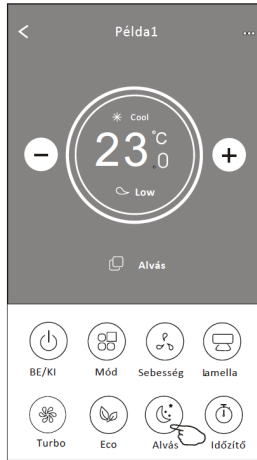 Példa1
Cool
23.0°C
Low
Alvás
BE/KI Mód Sebesség lamella
Turbo Eco Alvás Időzítő